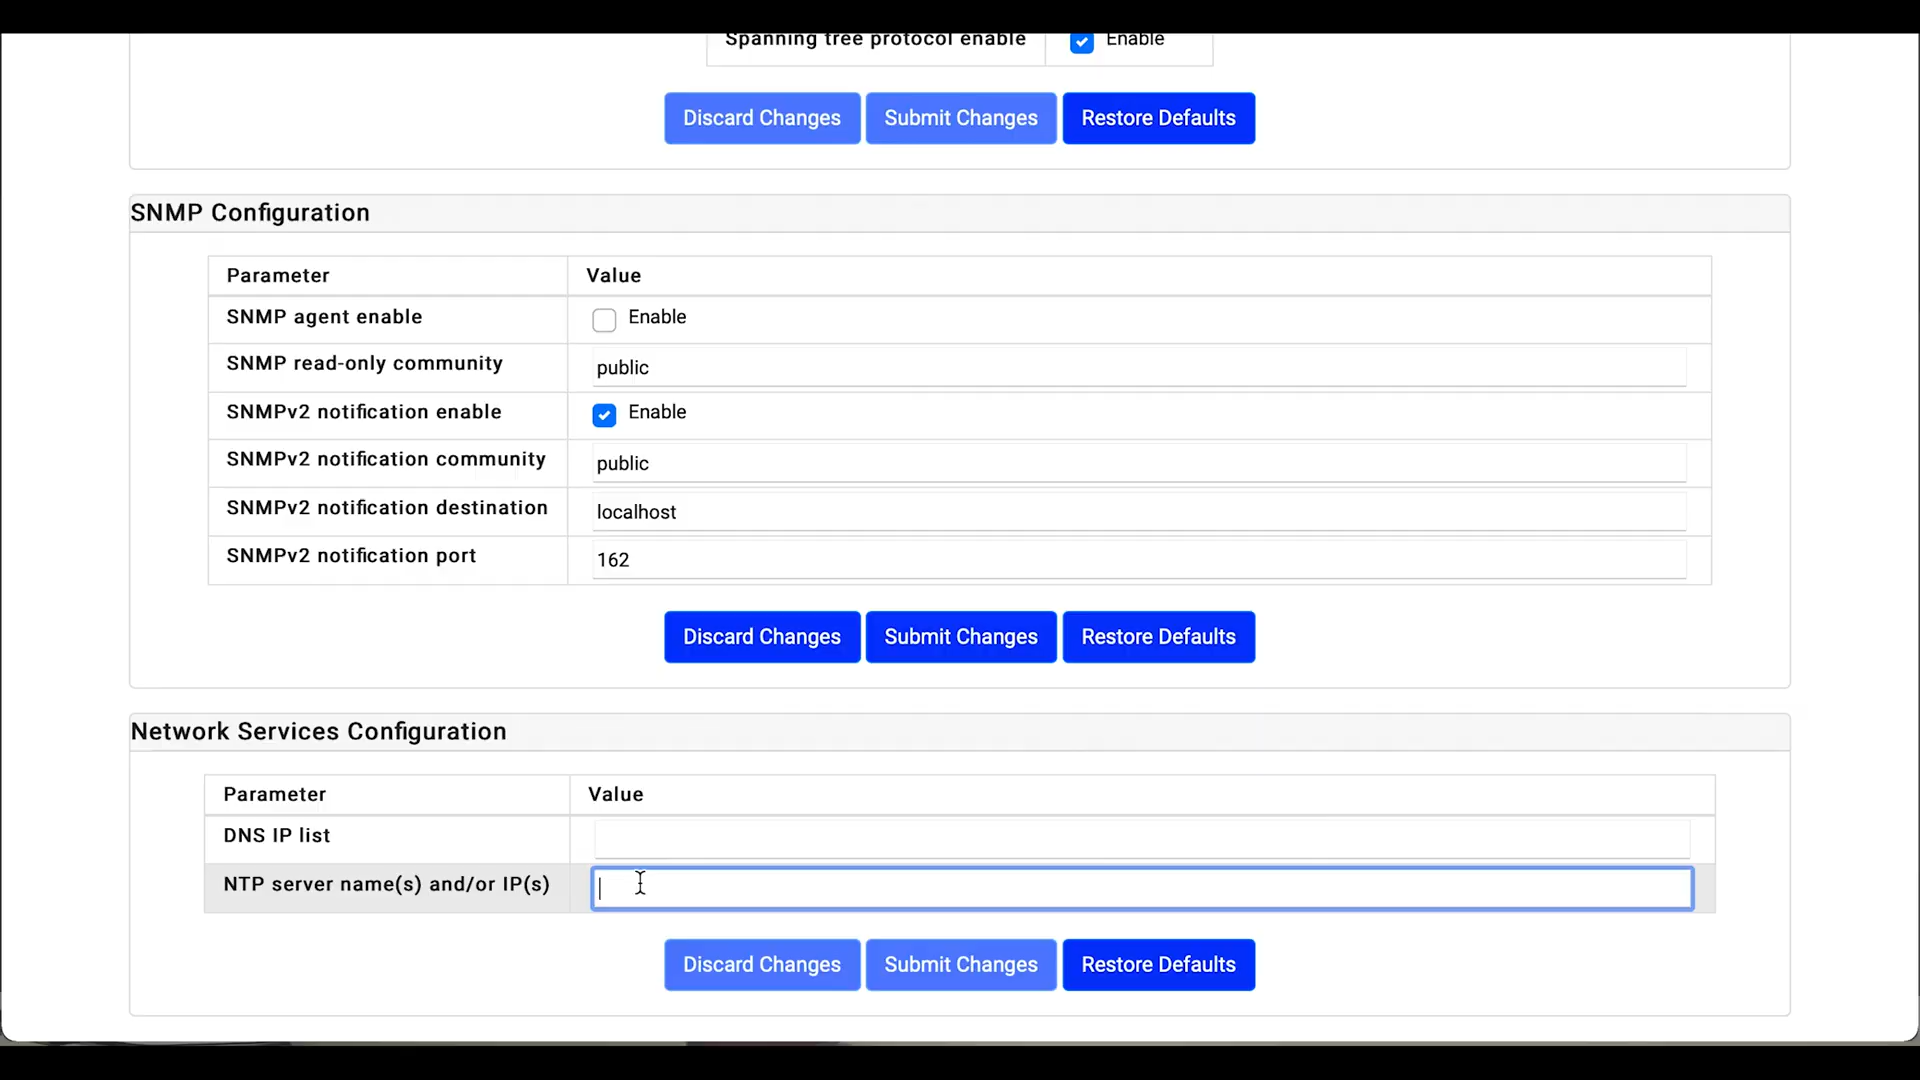 Spanning tree protocol enable Enable
Discard Changes Submit Changes Restore Defaults
SNMP Configuration
Parameter Value
SNMP agent enable Enable
SNMP read-only community public
SNMPv2 notification enable Enable
SNMPv2 notification community public
SNMPv2 notification destination localhost
SNMPv2 notification port 162
Discard Changes Submit Changes Restore Defaults
Network Services Configuration
Parameter Value
DNS IP list
NTP server name(s) and/or IP(s)
Discard Changes Submit Changes Restore Defaults